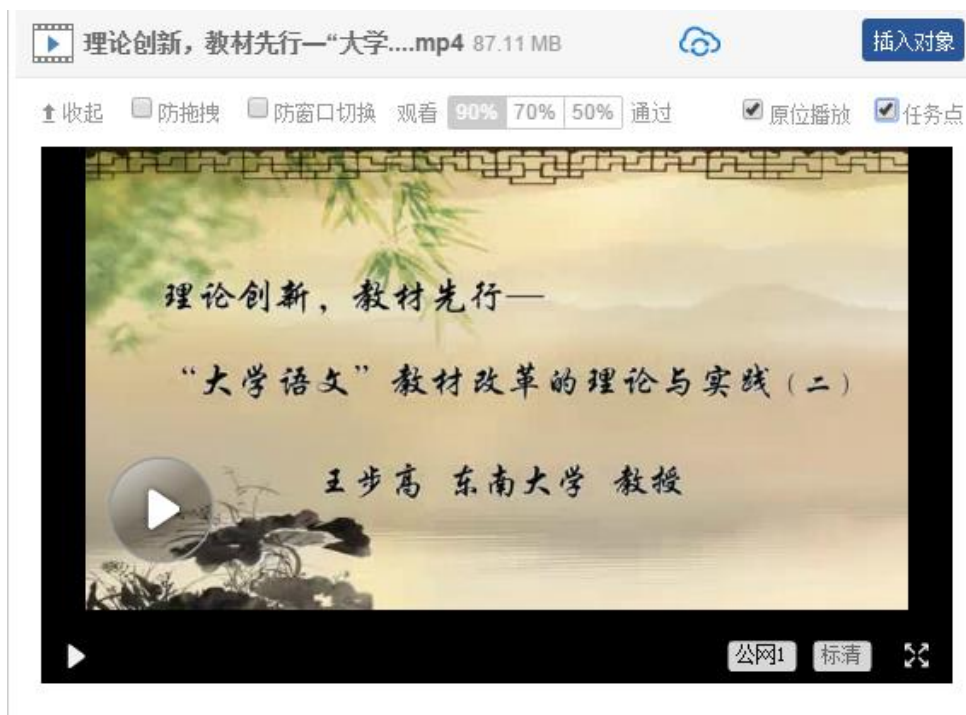 理论创新，教材先行—“大学....mp4 87.11 MB 插入对象
收起 防拖拽 防窗口切换 观看 90% 70% 50% 通过 原位播放 任务点
理论创新，教材先行—
“大学语文”教材改革的理论与实践（二）
王步高 东南大学 教授
公网1 标清